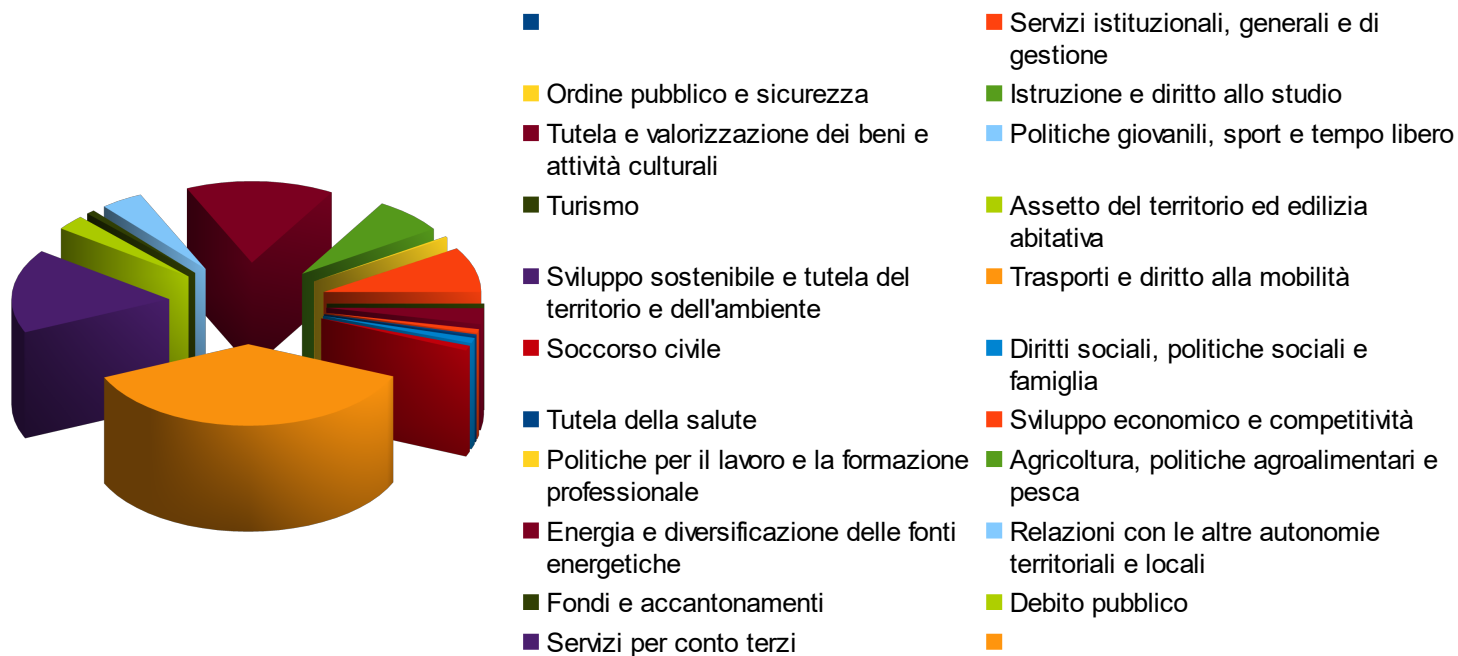 Servizi istituzionali, generali e di
gestione
Ordine pubblico e sicurezza
Istruzione e diritto allo studio
Tutela e valorizzazione dei beni e
attività culturali
Politiche giovanili, sport e tempo libero
Turismo
Assetto del territorio ed edilizia
abitativa
Sviluppo sostenibile e tutela del
territorio e dell'ambiente
Trasporti e diritto alla mobilità
Soccorso civile
Diritti sociali, politiche sociali e
famiglia
Tutela della salute
Sviluppo economico e competitività
Politiche per il lavoro e la formazione
professionale
Agricoltura, politiche agroalimentari e
pesca
Energia e diversificazione delle fonti
energetiche
Relazioni con le altre autonomie
territoriali e locali
Fondi e accantonamenti
Debito pubblico
Servizi per conto terzi